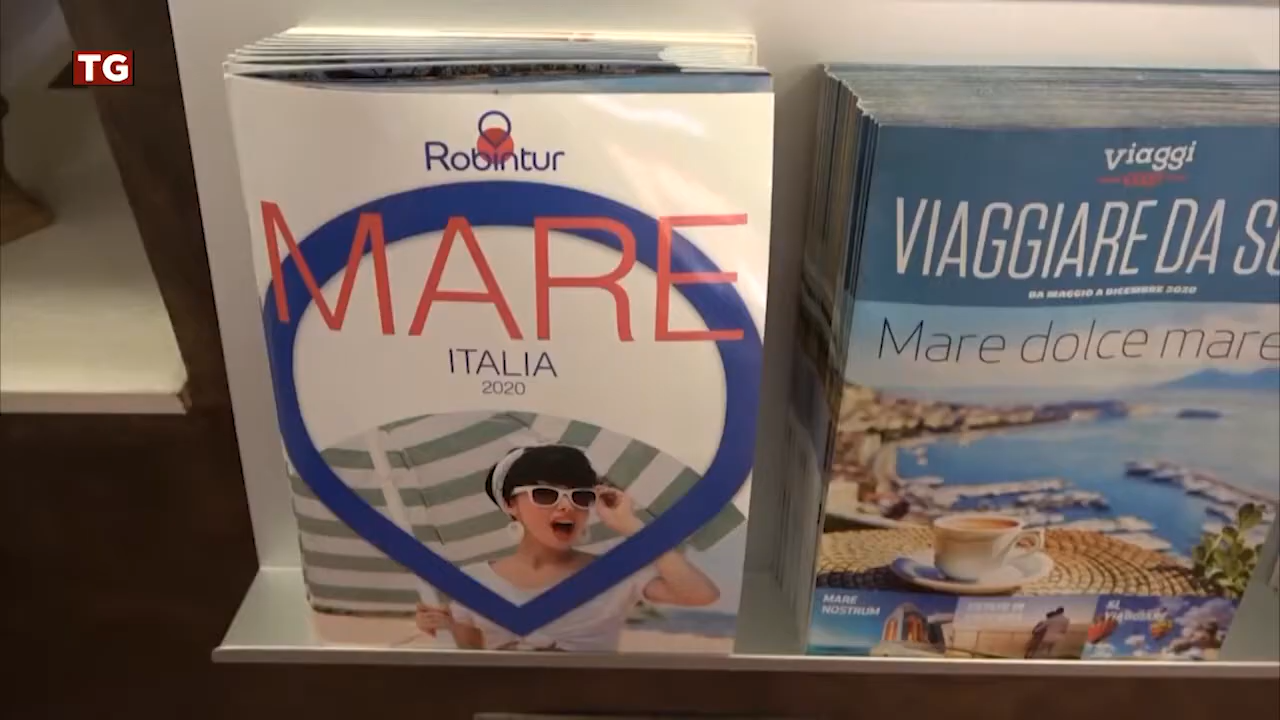 TG
Robintur
MARE
ITALIA
2020
viaggi
VIAGGIARE DA
DA MAGGIO A DICEMBRE 2020
Mare dolce mare
MARE
NOSTRUM